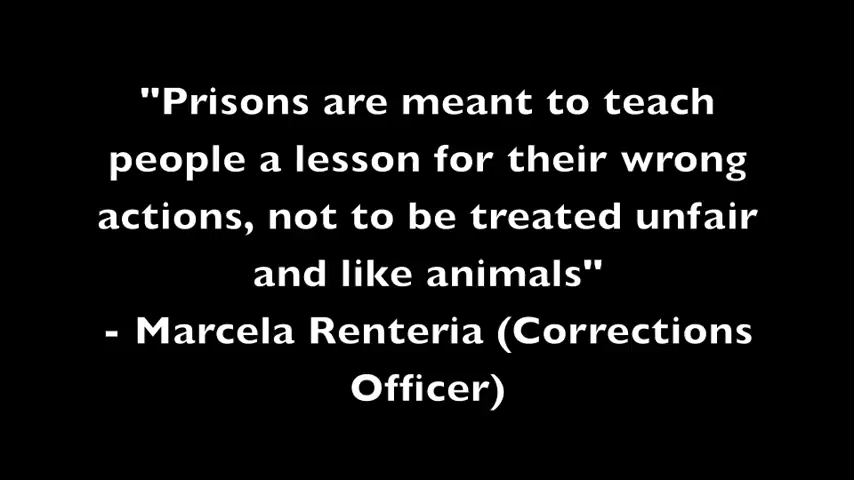 "Prisons are meant to teach
people a lesson for their wrong
actions, not to be treated unfair
and like animals"
- Marcela Renteria (Corrections
Officer)